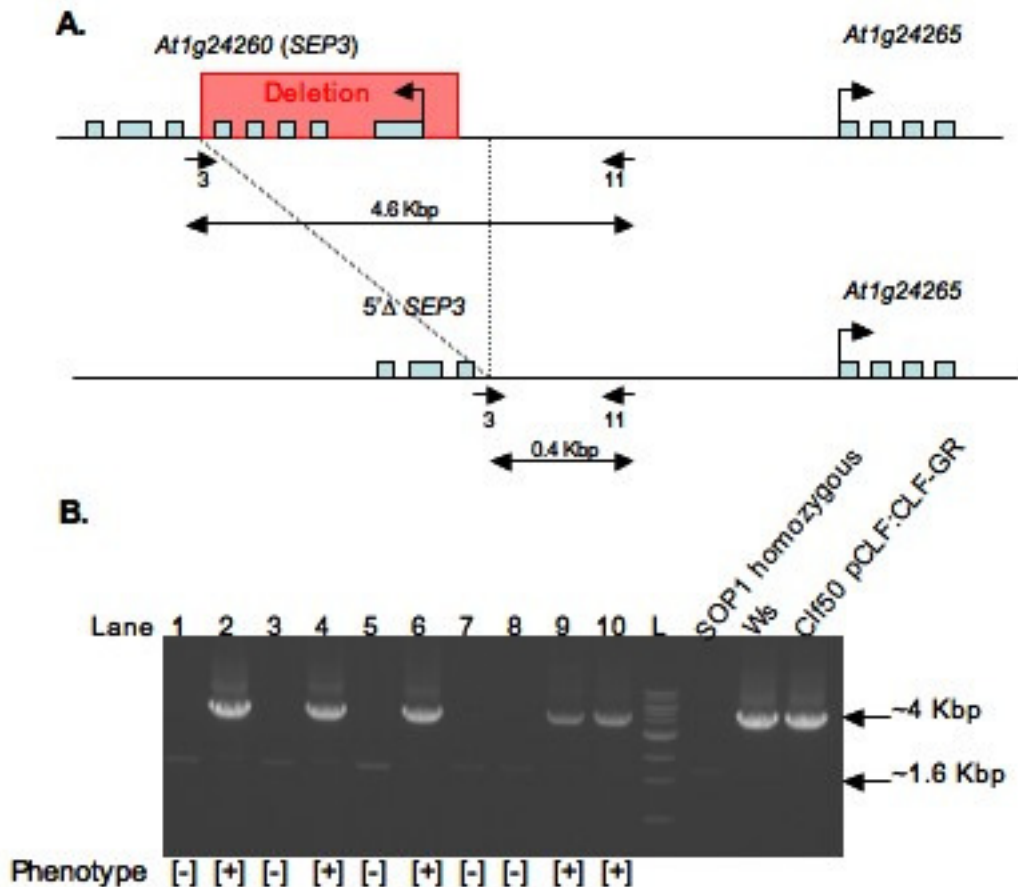 A.
At1g24260 (SEP3)
At1g24265
Deletion
3
11
4.6 Kbp
5'Δ SEP3
At1g24265
3
11
0.4 Kbp
B.
SOP1 homozygous
Ws
Clf50 pCLF:CLF-GR
Lane 1 2 3 4 5 6 7 8 9 10 L
~4 Kbp
~1.6 Kbp
Phenotype [-] [+] [-] [+] [-] [+] [-] [-] [+] [+]